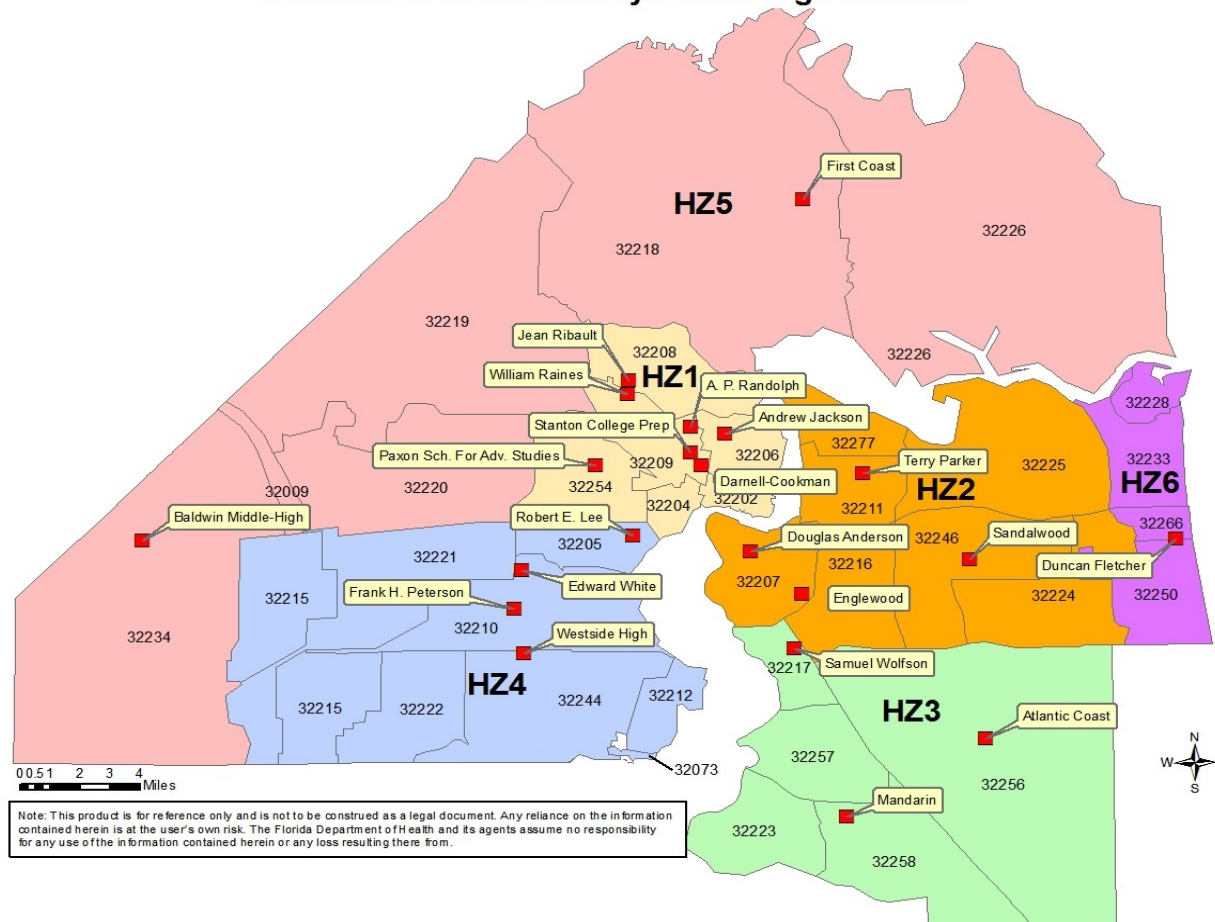 First Coast
HZ5
32226
32218
32219
Jean Ribault
32208
32226
William Raines
HZ1
A. P. Randolph
32228
Stanton College Prep
Andrew Jackson
32277
Paxon Sch. For Adv. Studies
32209
32206
Terry Parker
32225
32233
HZ6
32009
32220
32254
Darnell-Cookman
HZ2
32204
32202
32211
Baldwin Middle-High
Robert E. Lee
32205
Douglas Anderson
32246
Sandalwood
32266
32221
32216
Duncan Fletcher
Edward White
32207
Frank H. Peterson
32215
Englewood
32224
32250
32210
32234
Westside High
32217
Samuel Wolfson
HZ4
32244
32212
HZ3
32215
32222
Atlantic Coast
32257
32256
32073
N
W
E
S
0 0.5 1 2 3 4
Miles
Mandarin
32223
32258
Note: This product is for reference only and is not to be construed as a legal document. Any reliance on the information
contained herein is at the user's own risk. The Florida Department of Health and its agents assume no responsibility
for any use of the information contained herein or any loss resulting there from.